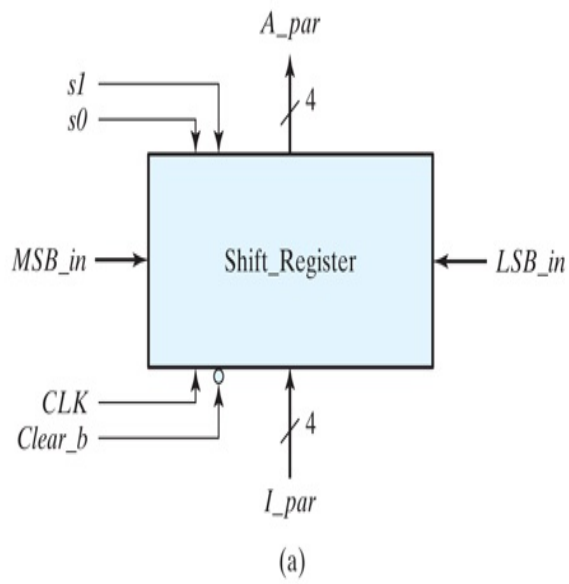 A_par
s1
4
s0
MSB_in
Shift_Register
LSB_in
CLK
Clear_b
4
I_par
(a)